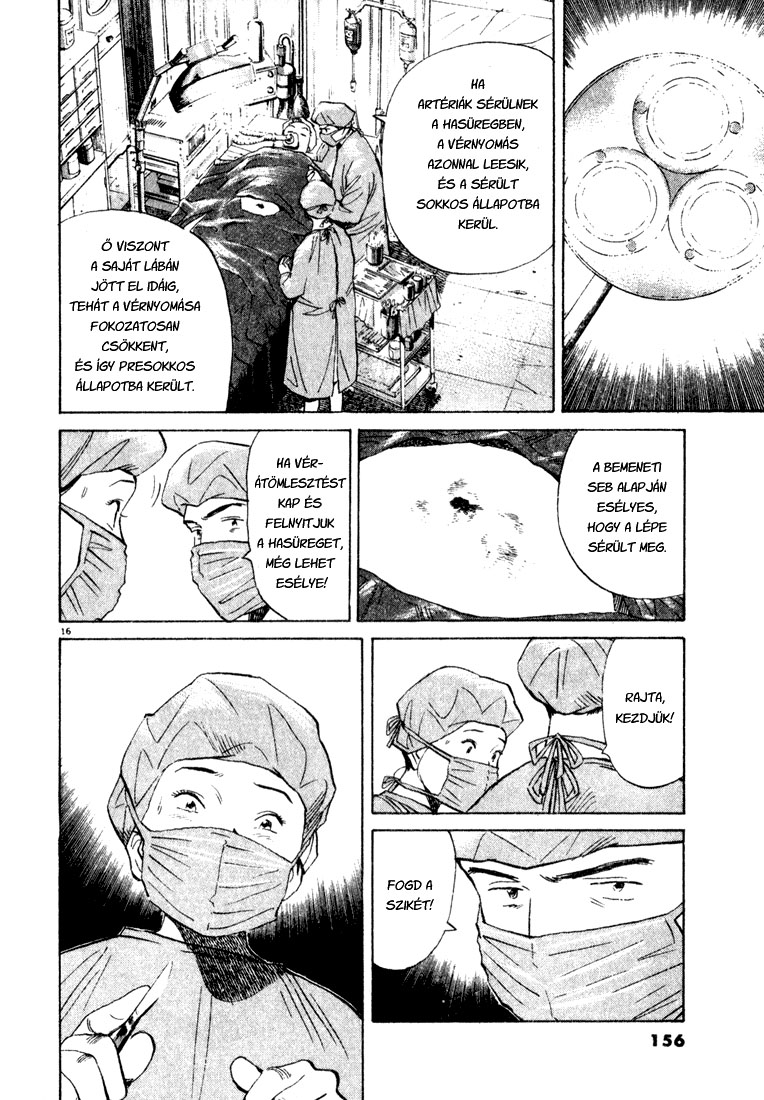 HA
ARTÉRIÁK SÉRÜLNEK
A HASÜREGBEN,
A VÉRNYOMÁS
AZONNAL LEESIK,
ÉS A SÉRÜLT
SOKKOS ÁLLAPOTBA
KERÜL.
Ő VISZONT
A SAJÁT LÁBÁN
JÖTT EL IDÁIG,
TEHÁT A VÉRNYOMÁSA
FOKOZATOSAN
CSÖKKENT,
ÉS ÍGY PRESOKKOS
ÁLLAPOTBA KERÜLT.
A BEMENETI
SEB ALAPJÁN
ESÉLYES,
HOGY A LÉPE
SÉRÜLT MEG.
HA VÉR-
ÁTÖMLESZTÉST
KAP ÉS
FELNYITJUK
A HASÜREGET,
MÉG LEHET
ESÉLYE!
16
RAJTA,
KEZDJÜK!
FOGD A
SZIKÉT!
156